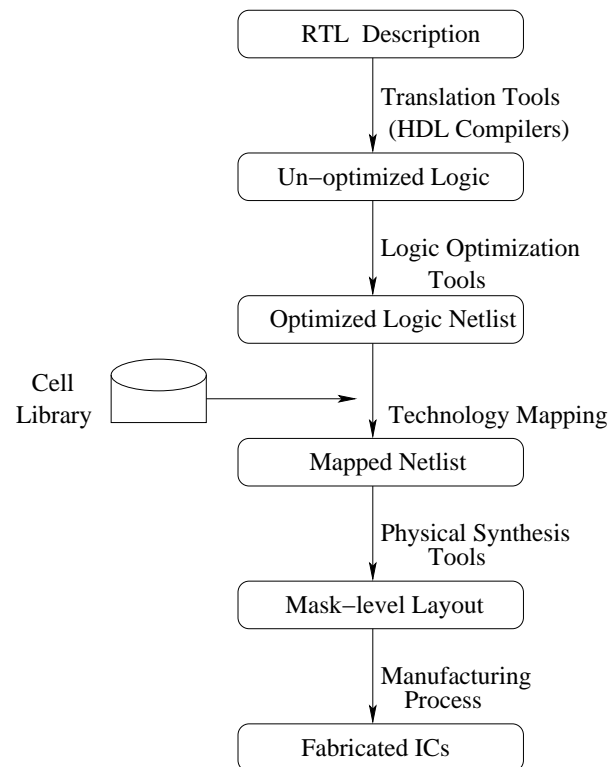 RTL Description
Translation Tools
(HDL Compilers)
Un-optimized Logic
Logic Optimization
Tools
Optimized Logic Netlist
Cell
Library
Technology Mapping
Mapped Netlist
Physical Synthesis
Tools
Mask-level Layout
Manufacturing
Process
Fabricated ICs